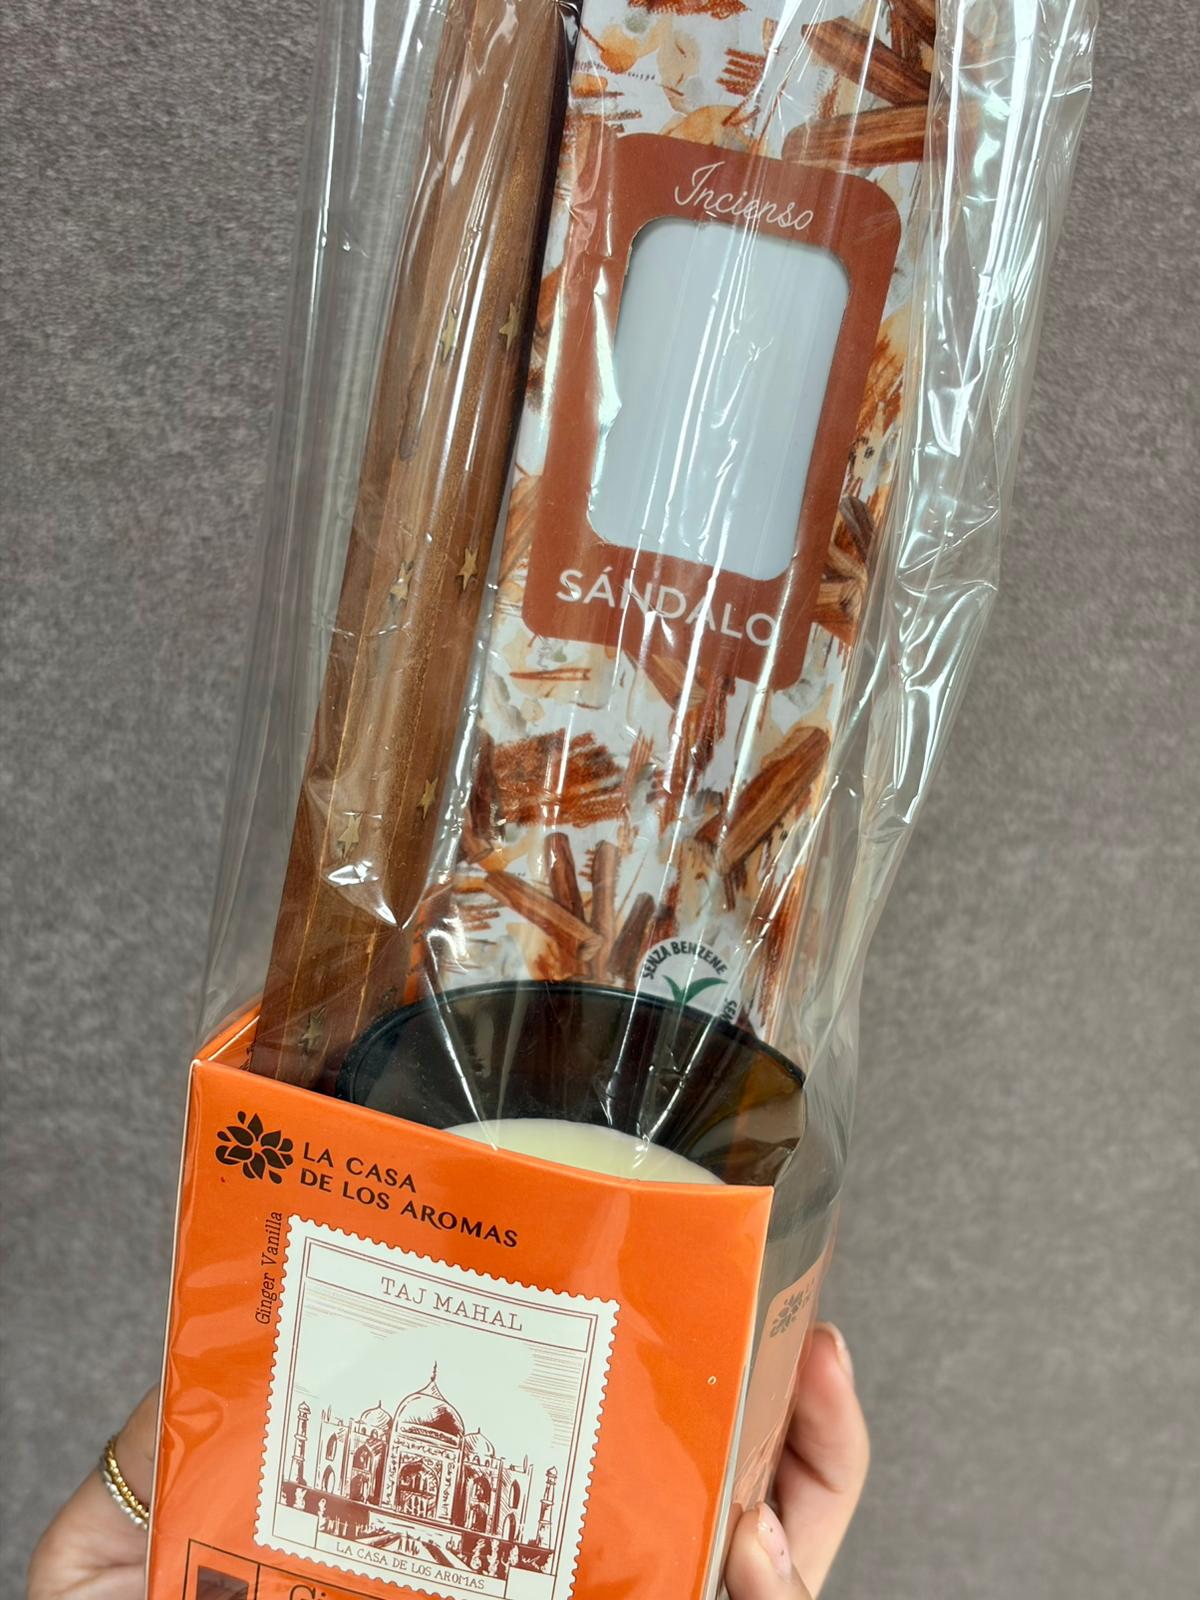 Incienso
SÁNDALO
SENZA BENZENE
LA CASA
DE LOS AROMAS
Ginger Vanilla
TAJ MAHAL
LA CASA DE LOS AROMAS